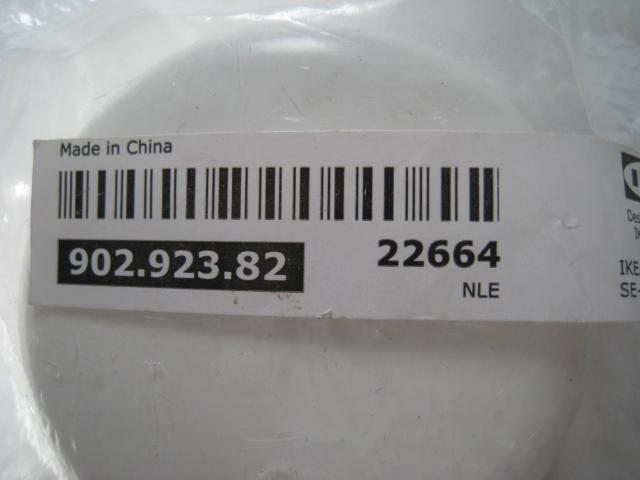 Made in China
902.923.82
22664
NLE
IKE
SE-